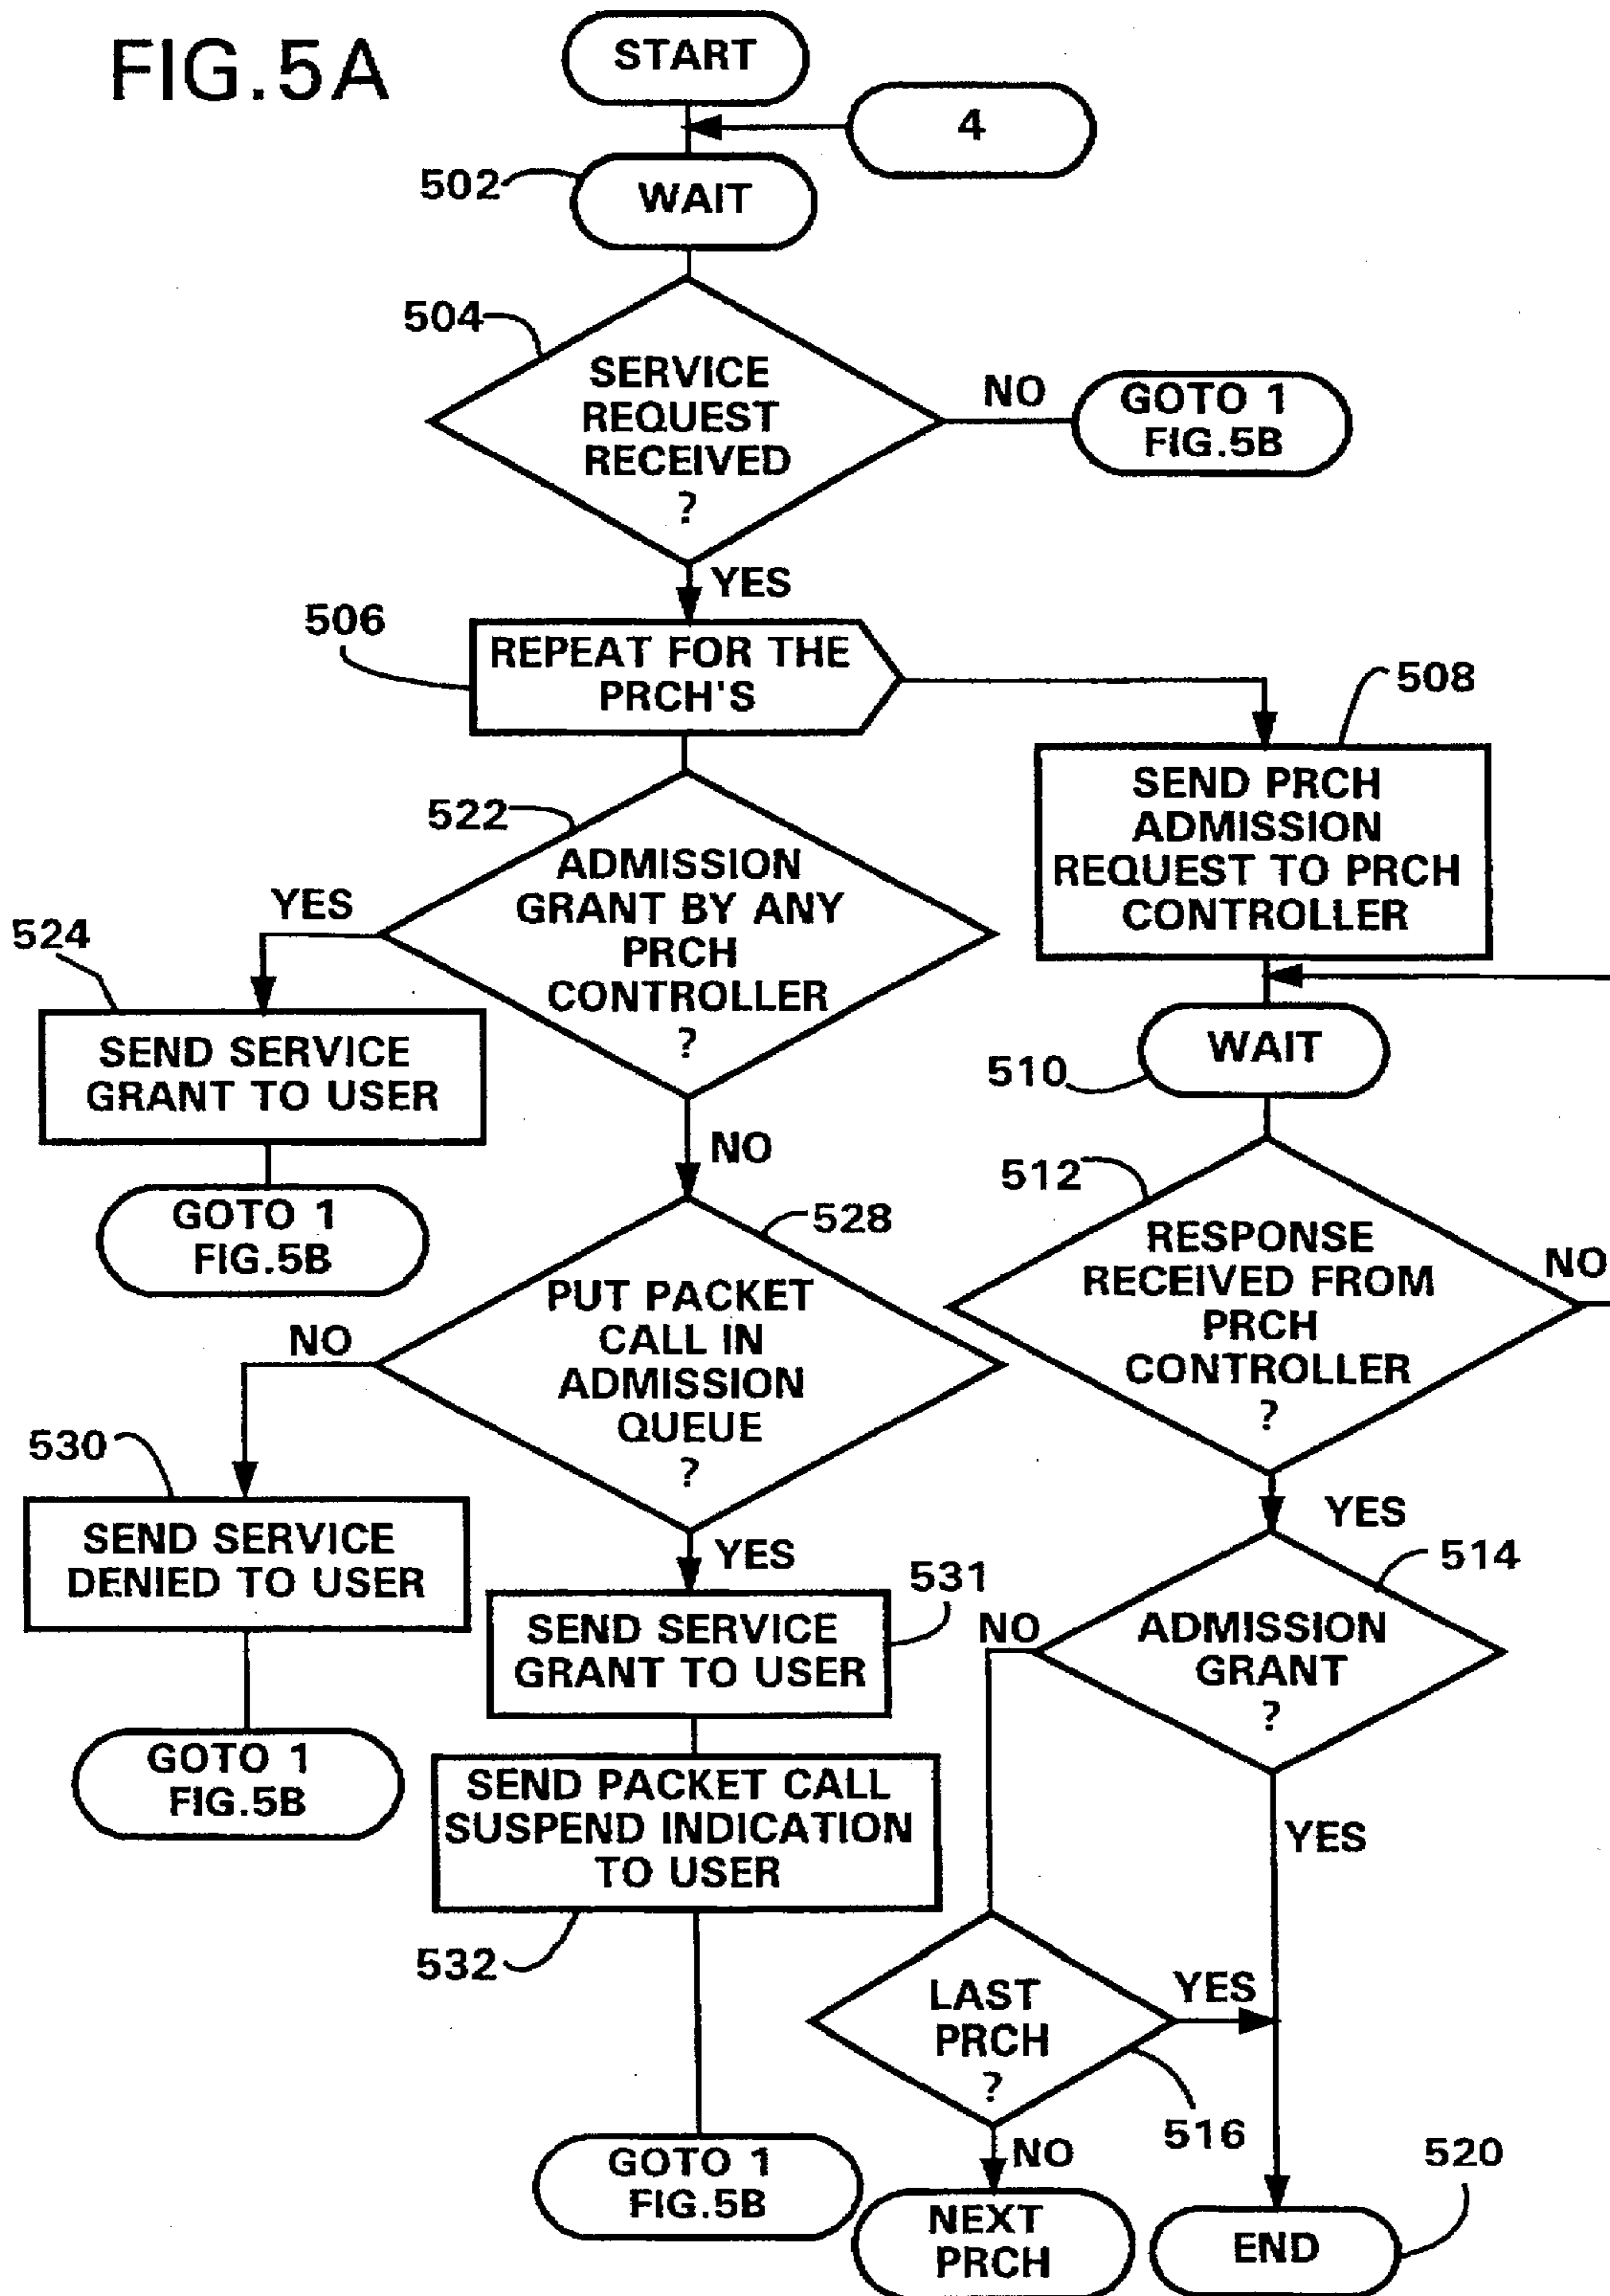 FIG.5A
START
4
502
WAIT
504
SERVICE
REQUEST
RECEIVED
?
NO
GOTO 1
FIG.5B
YES
506
REPEAT FOR THE
PRCH'S
508
SEND PRCH
ADMISSION
REQUEST TO PRCH
CONTROLLER
522
ADMISSION
GRANT BY ANY
PRCH
CONTROLLER
?
YES
524
SEND SERVICE
GRANT TO USER
GOTO 1
FIG.5B
NO
510
WAIT
512
RESPONSE
RECEIVED FROM
PRCH
CONTROLLER
?
NO
528
PUT PACKET
CALL IN
ADMISSION
QUEUE
?
NO
530
SEND SERVICE
DENIED TO USER
GOTO 1
FIG.5B
YES
531
SEND SERVICE
GRANT TO USER
SEND PACKET CALL
SUSPEND INDICATION
TO USER
532
GOTO 1
FIG.5B
YES
514
ADMISSION
GRANT
?
NO
YES
LAST
PRCH
?
YES
516
NO
NEXT
PRCH
520
END